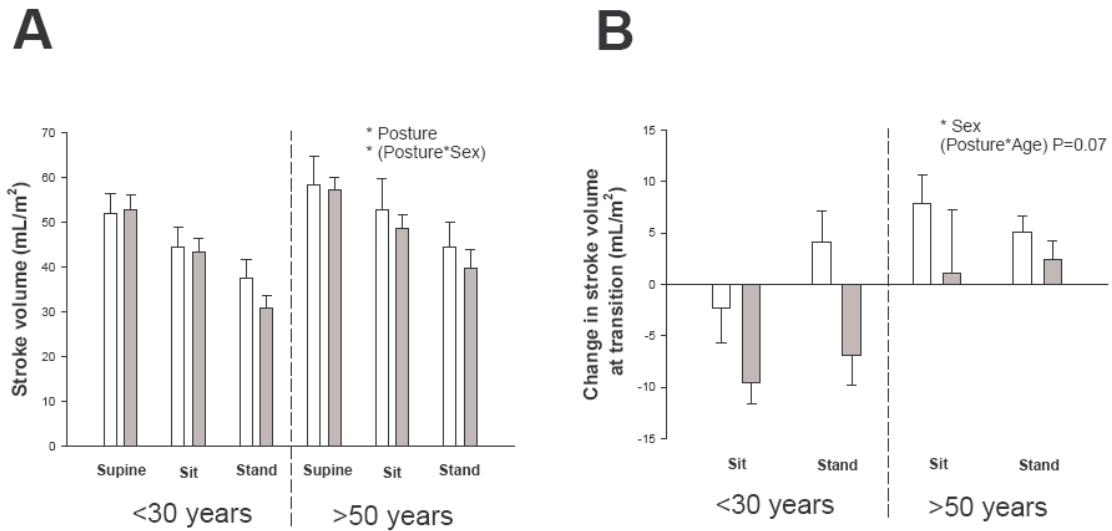 A
B
* Posture
* (Posture*Sex)
Stroke volume (mL/m²)
70
60
50
40
30
20
10
0
Supine Sit Stand Supine Sit Stand
<30 years >50 years
* Sex
(Posture*Age) P=0.07
Change in stroke volume
at transition (mL/m²)
15
10
5
0
-5
-10
-15
Sit Stand Sit Stand
<30 years >50 years